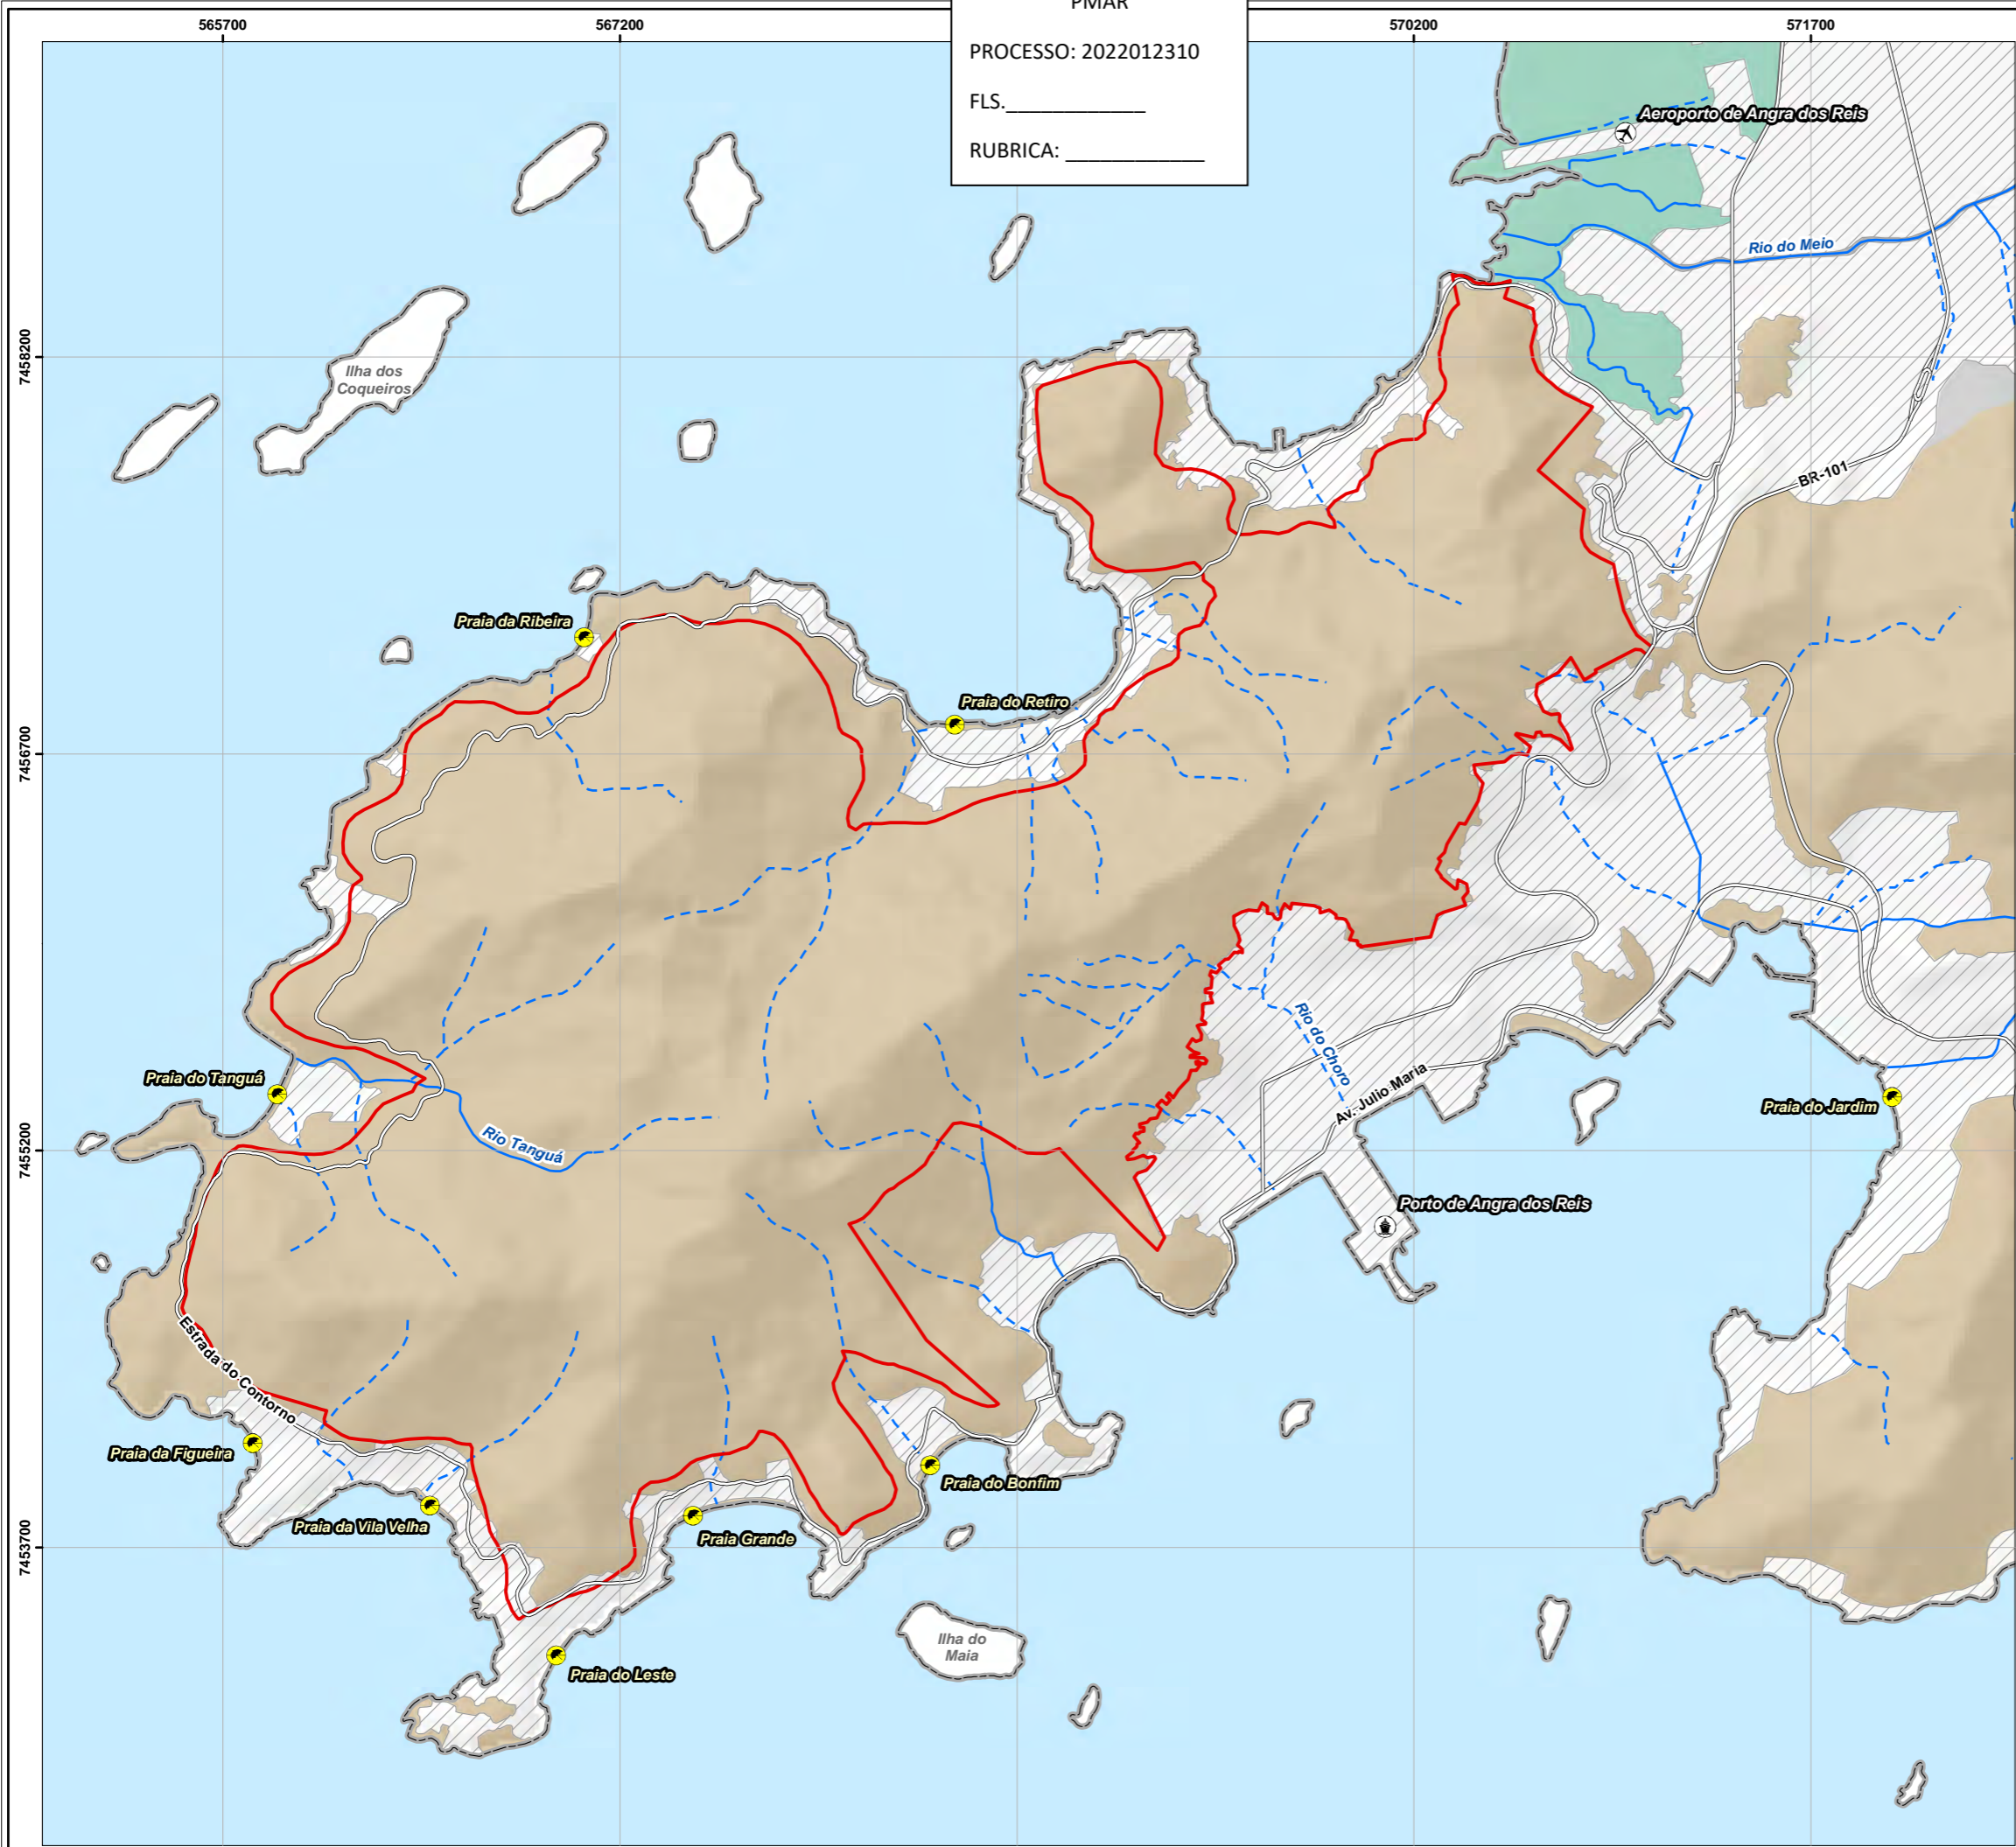 PMAR
565700
567200
570200
571700
PROCESSO: 2022012310
FLS.____________
RUBRICA: ____________
Aeroporto de Angra dos Reis
Rio do Meio
7458200
Ilha dos
Coqueiros
BR-101
Praia da Ribeira
Praia do Retiro
7456700
Rio do Choro
Praia do Tanguá
Av. Julio Maria
Praia do Jardim
Rio Tanguá
7455200
Porto de Angra dos Reis
Estrada do Contorno
Praia da Figueira
Praia do Bonfim
Praia da Vila Velha
Praia Grande
7453700
Ilha do
Maia
Praia do Leste